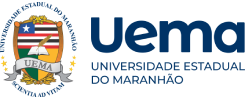 UNIVERSIDADE ESTADUAL DO MARANHÃO
UEMA
SCIENTIA AD VITAM
Uema
UNIVERSIDADE ESTADUAL
DO MARANHÃO